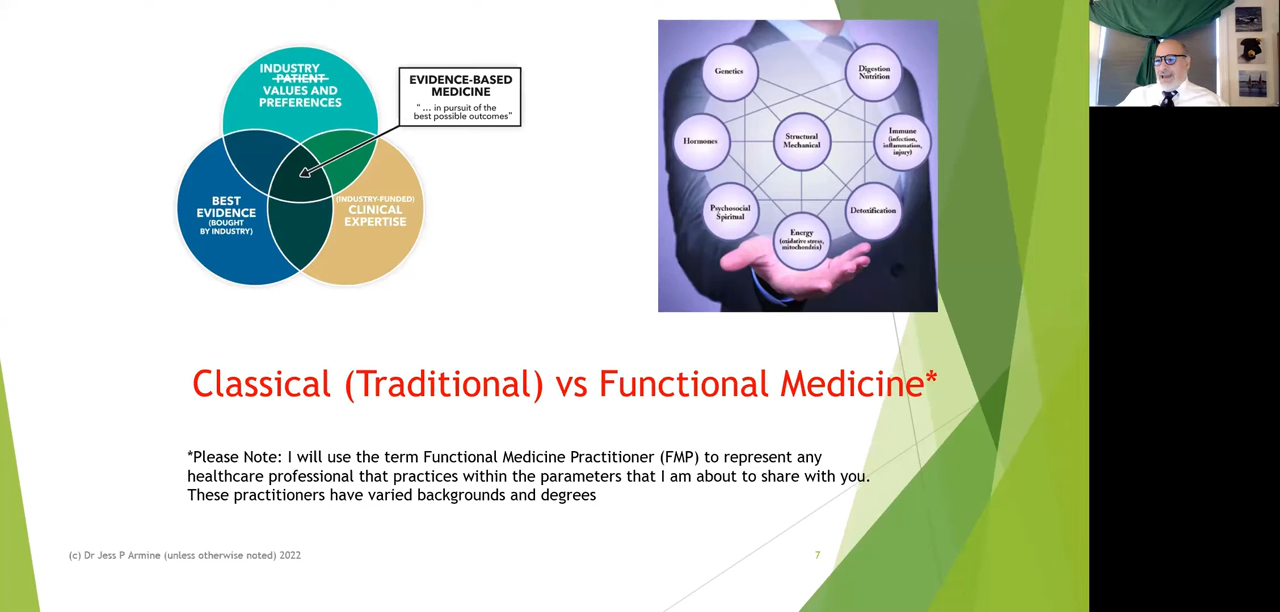 INDUSTRY
PATIENT
VALUES AND
PREFERENCES
EVIDENCE-BASED
MEDICINE
"... in pursuit of the
best possible outcomes"
BEST
EVIDENCE
(BOUGHT
BY INDUSTRY)
(INDUSTRY-FUNDED)
CLINICAL
EXPERTISE
Genetics
Digestion
Nutrition
Hormones
Structural
Mechanical
Immune
(infection,
inflammation,
injury)
Psychosocial
Spiritual
Energy
(oxidative stress,
mitochondria)
Detoxification
Classical (Traditional) vs Functional Medicine*
*Please Note: I will use the term Functional Medicine Practitioner (FMP) to represent any
healthcare professional that practices within the parameters that I am about to share with you.
These practitioners have varied backgrounds and degrees
(c) Dr Jess P Armine (unless otherwise noted) 2022
7